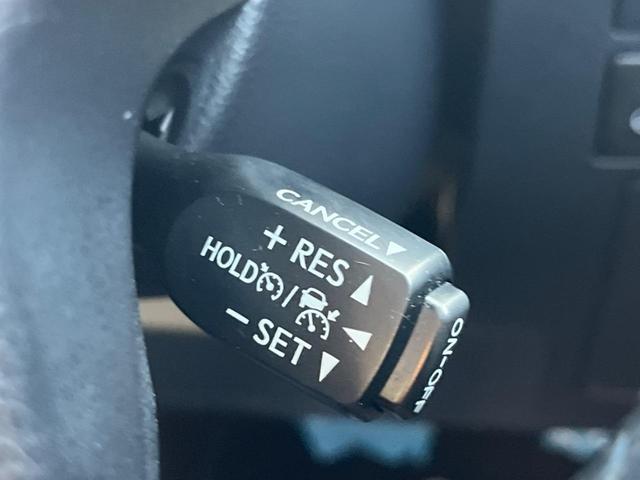 CANCEL
+ RES
HOLD /
− SET
ON-OFF